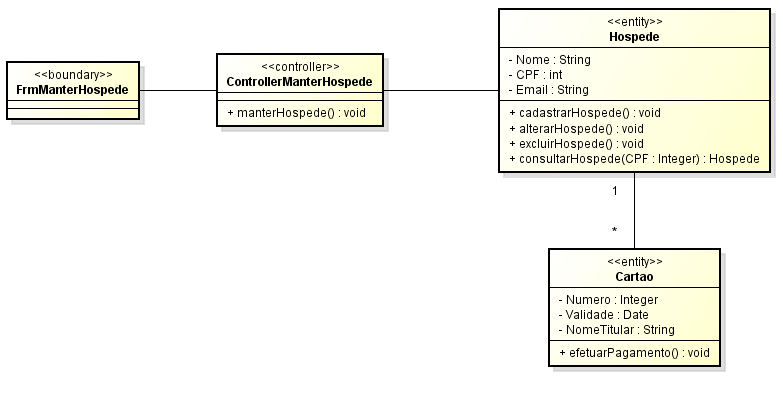 <<boundary>>
FrmManterHospede
<<controller>>
ControllerManterHospede
+ manterHospede() : void
<<entity>>
Hospede
- Nome : String
- CPF : int
- Email : String
+ cadastrarHospede() : void
+ alterarHospede() : void
+ excluirHospede() : void
+ consultarHospede(CPF : Integer) : Hospede
1
*
<<entity>>
Cartao
- Numero : Integer
- Validade : Date
- NomeTitular : String
+ efetuarPagamento() : void